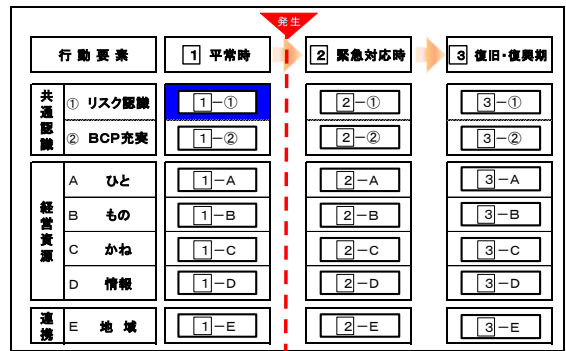 発生
行動要素 1 平常時 2 緊急対応時 3 復旧・復興期
共通認識
① リスク認識 1－① 2－① 3－①
② BCP充実 1－② 2－② 3－②
経営資源
A ひと 1－A 2－A 3－A
B もの 1－B 2－B 3－B
C かね 1－C 2－C 3－C
D 情報 1－D 2－D 3－D
連携
E 地域 1－E 2－E 3－E